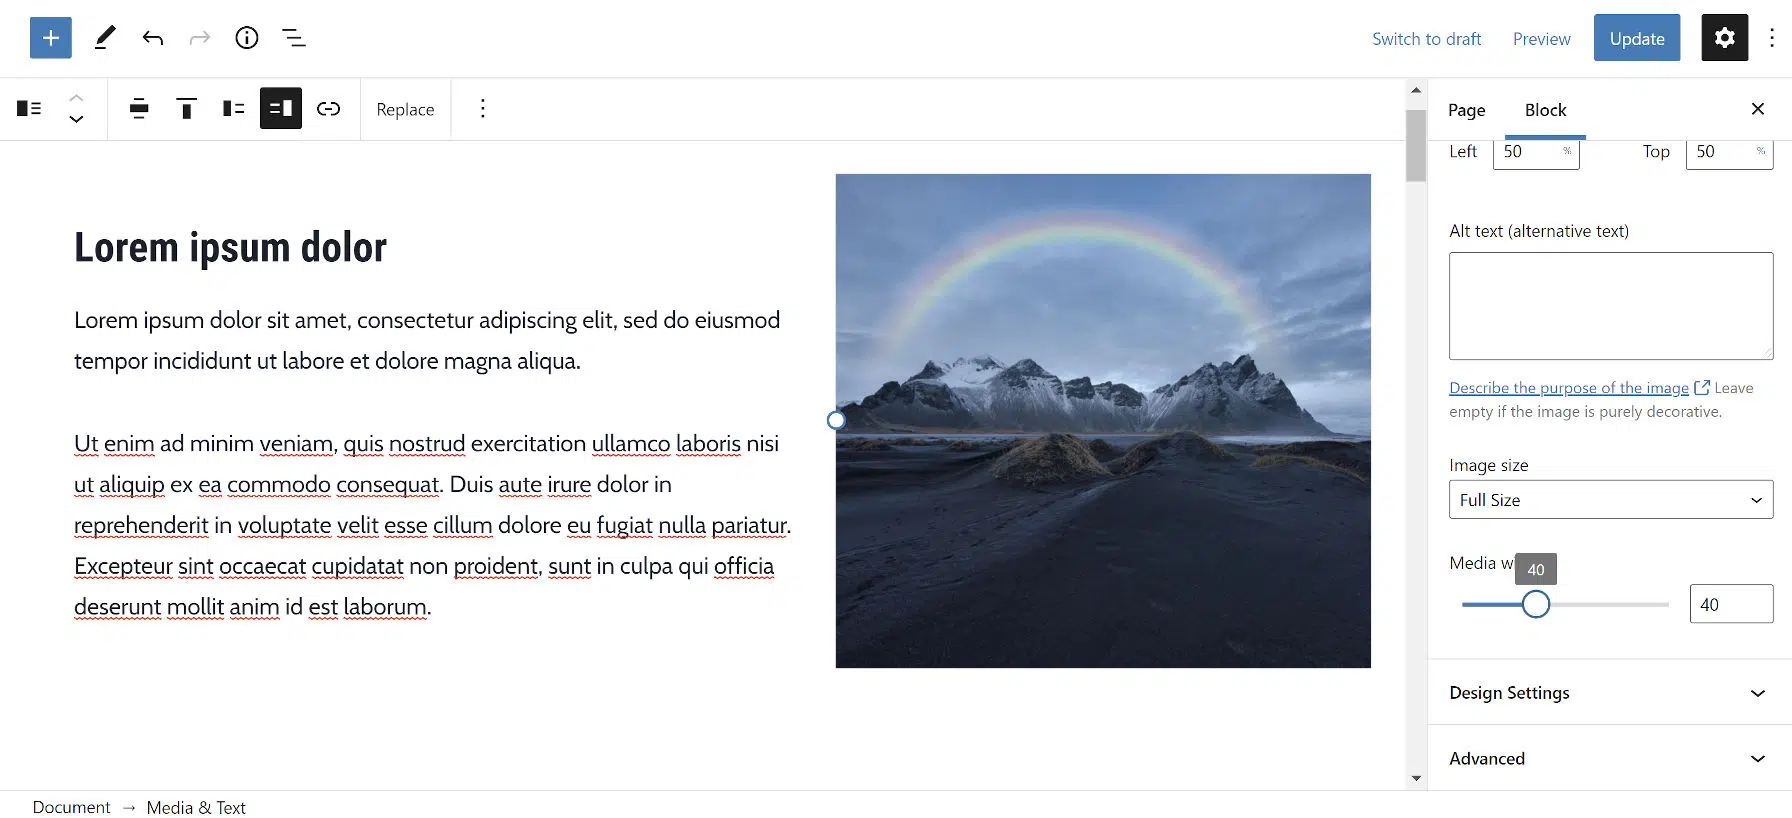 Switch to draft Preview Update
Replace
Page Block
Left 50 % Top 50 %
Lorem ipsum dolor
Lorem ipsum dolor sit amet, consectetur adipiscing elit, sed do eiusmod
tempor incididunt ut labore et dolore magna aliqua.
Ut enim ad minim veniam, quis nostrud exercitation ullamco laboris nisi
ut aliquip ex ea commodo consequat. Duis aute irure dolor in
reprehenderit in voluptate velit esse cillum dolore eu fugiat nulla pariatur.
Excepteur sint occaecat cupidatat non proident, sunt in culpa qui officia
deserunt mollit anim id est laborum.
Alt text (alternative text)
Describe the purpose of the image Leave
empty if the image is purely decorative.
Image size
Full Size
Media w
40
40
Design Settings
Advanced
Document → Media & Text